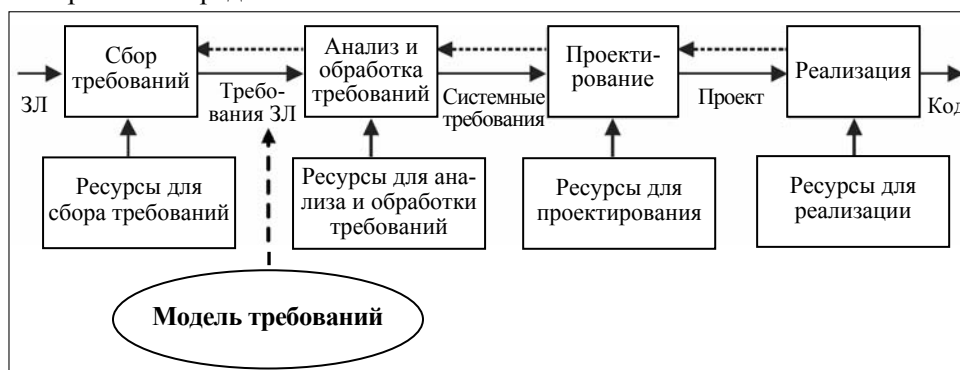 Сбор
требований
Анализ и
обработка
требований
Проекти-
рование
Реализация
ЗЛ
Требо-
вания ЗЛ
Системные
требования
Проект
Код
Ресурсы для
сбора требований
Ресурсы для ана-
лиза и обработки
требований
Ресурсы для
проектирования
Ресурсы для
реализации
Модель требований